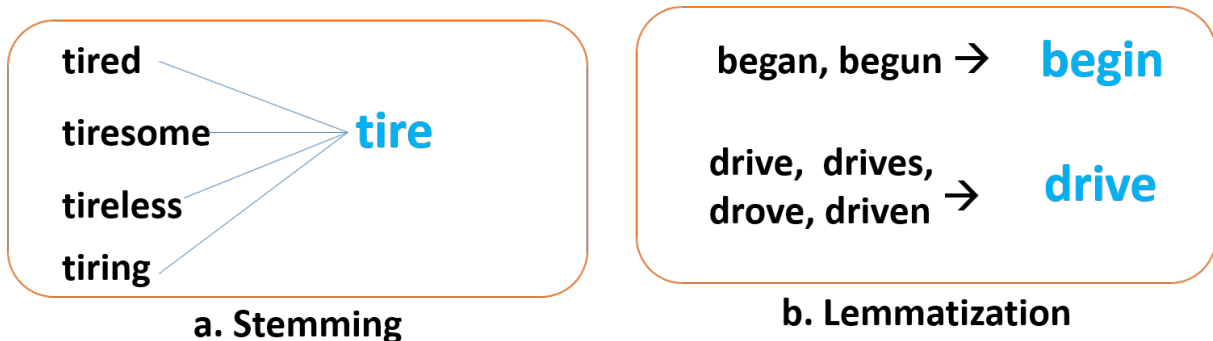 tired
tiresome
tireless
tiring
tire
a. Stemming
began, begun → begin
drive, drives,
drove, driven → drive
b. Lemmatization